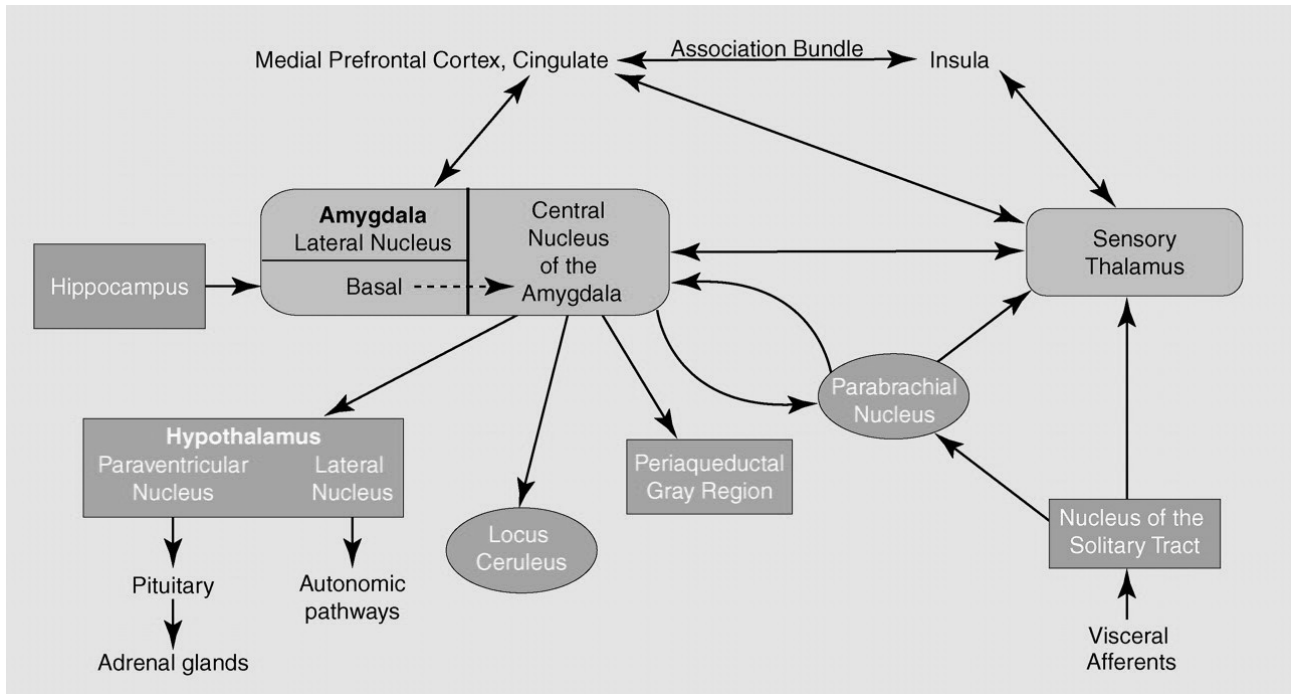 Association Bundle
Medial Prefrontal Cortex, Cingulate
Insula
Amygdala
Lateral Nucleus
Basal
Central
Nucleus
of the
Amygdala
Sensory
Thalamus
Hippocampus
Parabrachial
Nucleus
Hypothalamus
Paraventricular
Nucleus
Lateral
Nucleus
Periaqueductal
Gray Region
Locus
Ceruleus
Nucleus of the
Solitary Tract
Pituitary
Autonomic
pathways
Adrenal glands
Visceral
Afferents